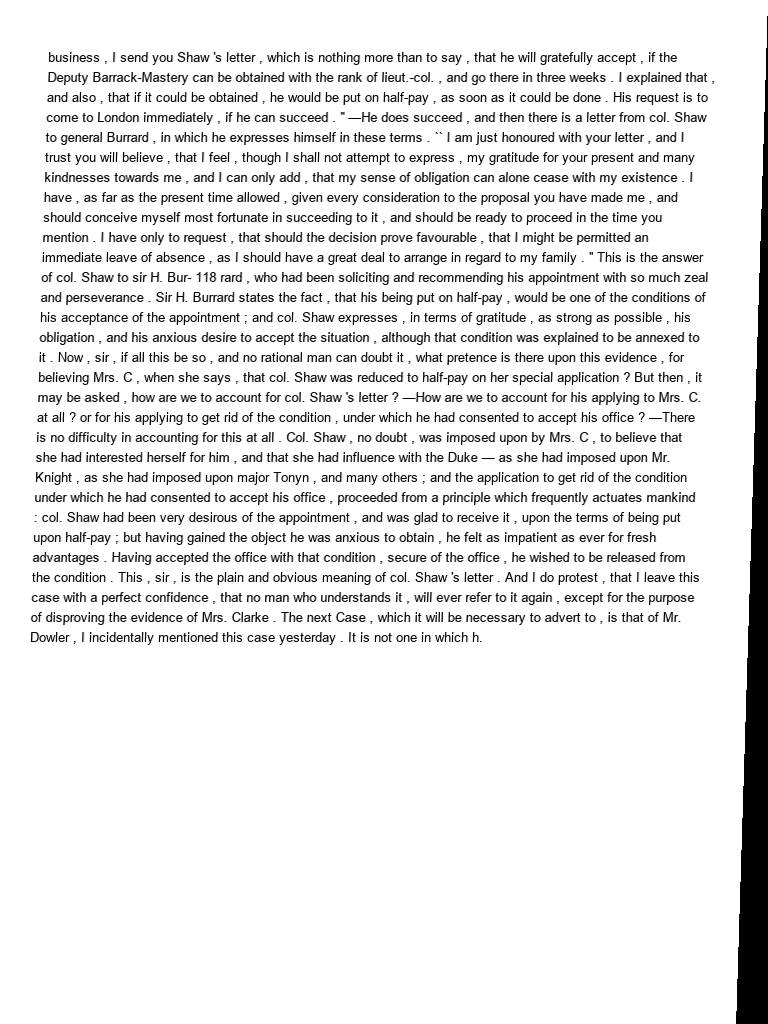 business , I send you Shaw 's letter , which is nothing more than to say , that he will gratefully accept , if the
Deputy Barrack-Mastery can be obtained with the rank of lieut.-col. , and go there in three weeks . I explained that ,
and also , that if it could be obtained , he would be put on half-pay , as soon as it could be done . His request is to
come to London immediately , if he can succeed . " —He does succeed , and then there is a letter from col. Shaw
to general Burrard , in which he expresses himself in these terms . `` I am just honoured with your letter , and I
trust you will believe , that I feel , though I shall not attempt to express , my gratitude for your present and many
kindnesses towards me , and I can only add , that my sense of obligation can alone cease with my existence . I
have , as far as the present time allowed , given every consideration to the proposal you have made me , and
should conceive myself most fortunate in succeeding to it , and should be ready to proceed in the time you
mention . I have only to request , that should the decision prove favourable , that I might be permitted an
immediate leave of absence , as I should have a great deal to arrange in regard to my family . " This is the answer
of col. Shaw to sir H. Bur- 118 rard , who had been soliciting and recommending his appointment with so much zeal
and perseverance . Sir H. Burrard states the fact , that his being put on half-pay , would be one of the conditions of
his acceptance of the appointment ; and col. Shaw expresses , in terms of gratitude , as strong as possible , his
obligation , and his anxious desire to accept the situation , although that condition was explained to be annexed to
it . Now , sir , if all this be so , and no rational man can doubt it , what pretence is there upon this evidence , for
believing Mrs. C , when she says , that col. Shaw was reduced to half-pay on her special application ? But then , it
may be asked , how are we to account for col. Shaw 's letter ? —How are we to account for his applying to Mrs. C.
at all ? or for his applying to get rid of the condition , under which he had consented to accept his office ? —There
is no difficulty in accounting for this at all . Col. Shaw , no doubt , was imposed upon by Mrs. C , to believe that
she had interested herself for him , and that she had influence with the Duke — as she had imposed upon Mr.
Knight , as she had imposed upon major Tonyn , and many others ; and the application to get rid of the condition
under which he had consented to accept his office , proceeded from a principle which frequently actuates mankind
: col. Shaw had been very desirous of the appointment , and was glad to receive it , upon the terms of being put
upon half-pay ; but having gained the object he was anxious to obtain , he felt as impatient as ever for fresh
advantages . Having accepted the office with that condition , secure of the office , he wished to be released from
the condition . This , sir , is the plain and obvious meaning of col. Shaw 's letter . And I do protest , that I leave this
case with a perfect confidence , that no man who understands it , will ever refer to it again , except for the purpose
of disproving the evidence of Mrs. Clarke . The next Case , which it will be necessary to advert to , is that of Mr.
Dowler , I incidentally mentioned this case yesterday . It is not one in which h.